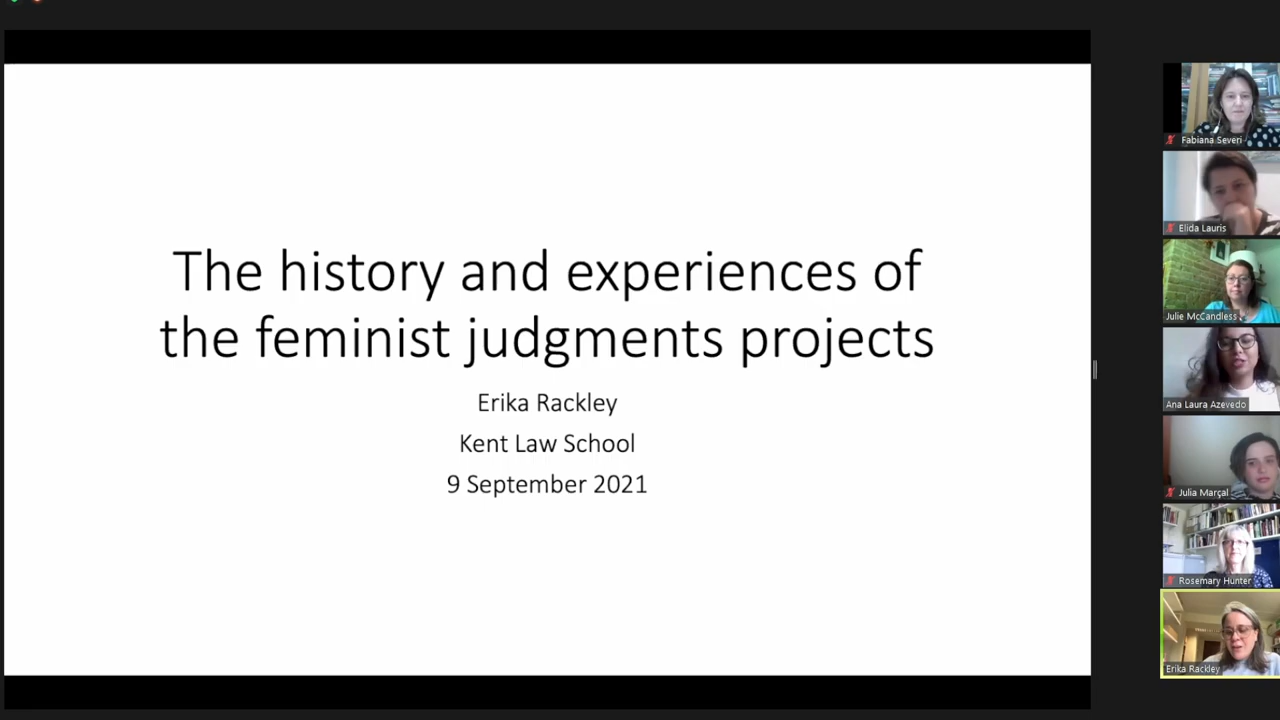 The history and experiences of
the feminist judgments projects
Erika Rackley
Kent Law School
9 September 2021
Fabiana Severi
Elida Lauris
Julie McCandless
Ana Laura Azevedo
Julia Marçal
Rosemary Hunter
Erika Rackley